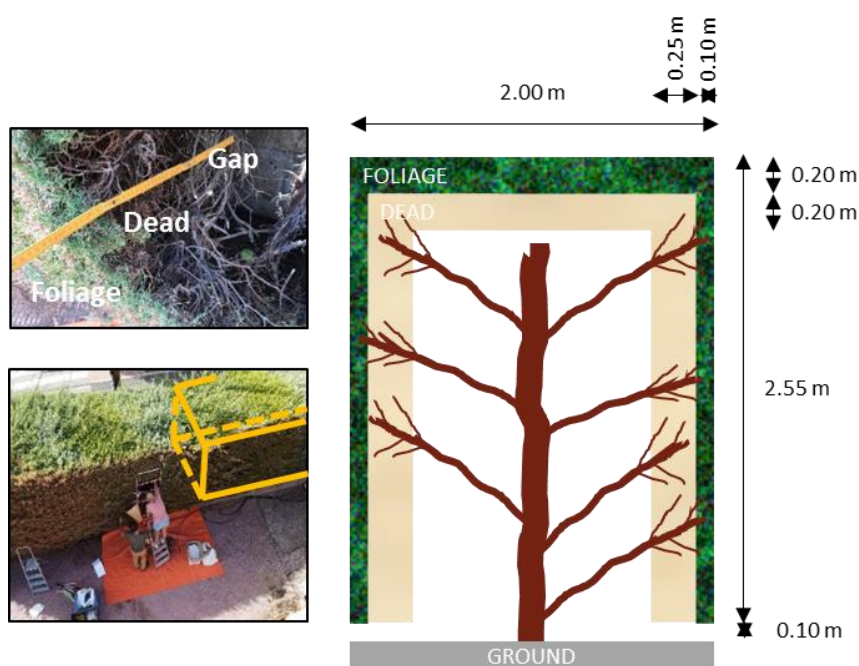 Gap
Dead
Foliage
0.25 m
0.10 m
2.00 m
FOLIAGE
0.20 m
DEAD
0.20 m
2.55 m
0.10 m
GROUND